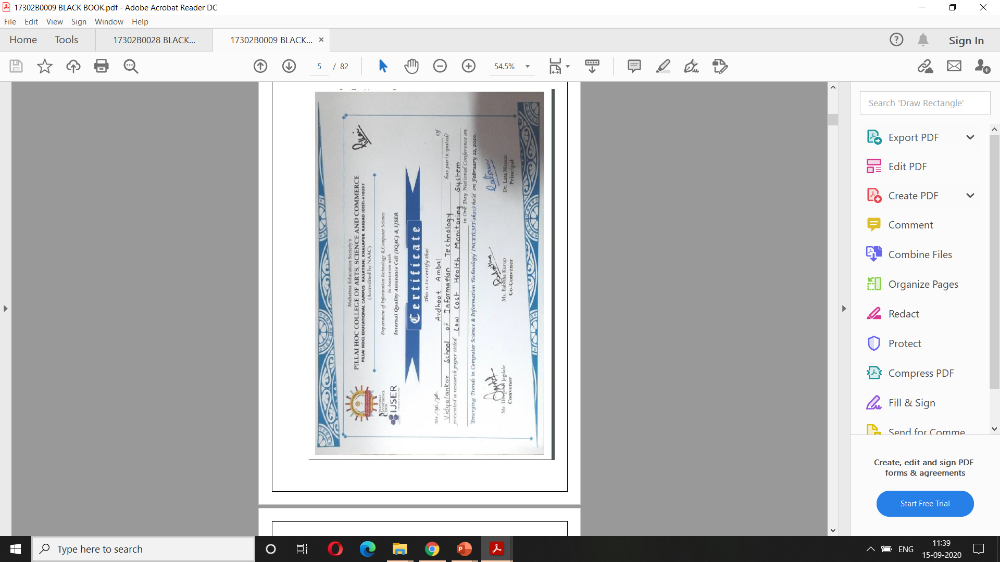 17302B0009 BLACK BOOK.pdf - Adobe Acrobat Reader DC
File Edit View Sign Window Help
Home Tools 17302B0028 BLACK... 17302B0009 BLACK... Sign In
5 / 82 54.5%
Mahatma Education Society's
PILLAI HOC COLLEGE OF ARTS, SCIENCE AND COMMERCE
PILLAI HOCL EDUCATIONAL CAMPUS, RASAYANI, KHALAPUR, RAIGAD (DIST)-410207
(Accredited by NAAC)
Department of Information Technology & Computer Science
In Association with
Internal Quality Assurance Cell (IQAC) & IJSER
NATIONAL
CONFERENCE
IJSER
Certificate
This is to certify that
Mr./Ms./Dr. Avdhoot Ambal Of
Vidyalankar School of Information Technology has participated/
presented a research paper titled Low Cost Health Monitoring System
in One Day National Conference on
'Emerging Trends in Computer Science & Information Technology' (NCETCSIT-2k20) held on February 22, 2020.
Mr. Deepesh Jagdale
Convener
Ms. Babitha Kurup
Co-Convener
Dr. Lata Menon
Principal
Search 'Draw Rectangle'
Export PDF
Edit PDF
Create PDF
Comment
Combine Files
Organize Pages
Redact
Protect
Compress PDF
Fill & Sign
Send for Comme
Create, edit and sign PDF
forms & agreements
Start Free Trial
Type here to search
ENG
11:39
15-09-2020